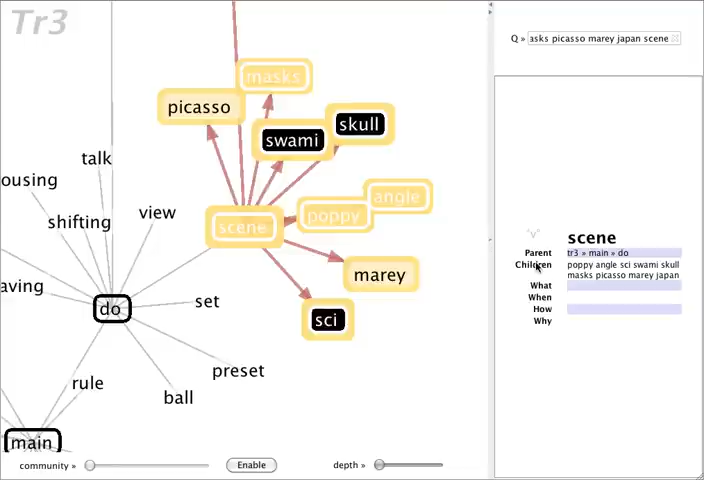 Tr3
masks
picasso
skull
swami
talk
ousing
angle
view
poppy
shifting
scene
marey
aving
set
do
sci
preset
rule
ball
main
community »
Enable
depth »
Q » asks picasso marey japan scene
"v"
scene
Parent tr3 » main » do
Children poppy angle sci swami skull
masks picasso marey japan
What
When
How
Why